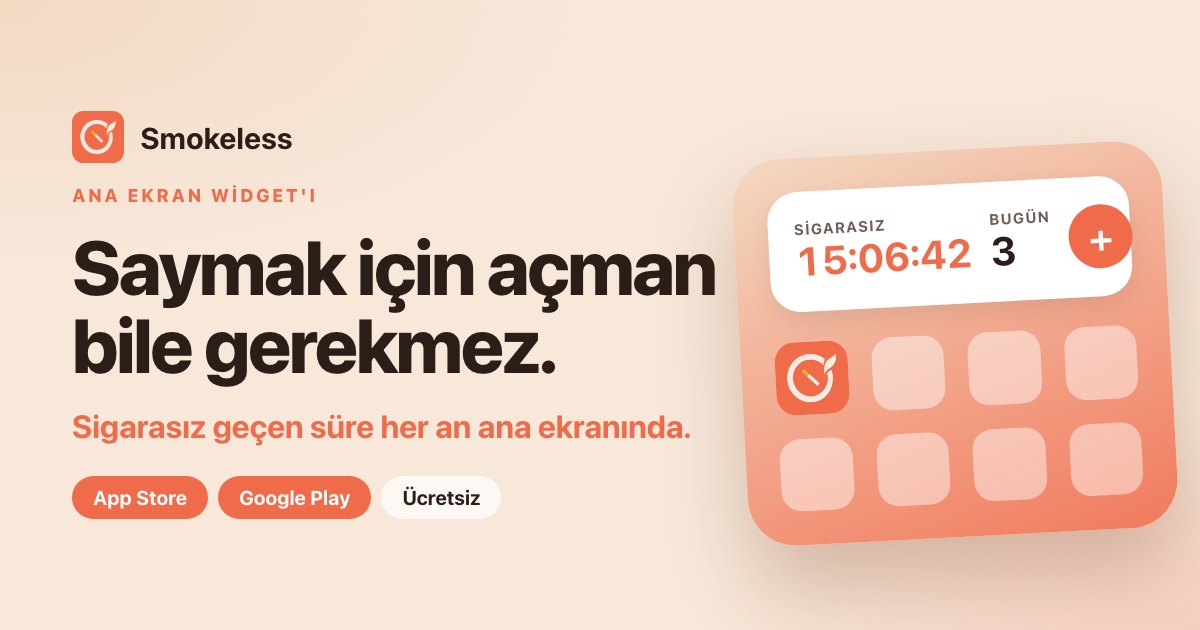 Smokeless
ANA EKRAN WİDGET'I
Saymak için açman
bile gerekmez.
Sigarasız geçen süre her an ana ekranında.
App Store
Google Play
Ücretsiz
SİGARASIZ
15:06:42
BUGÜN
3
+